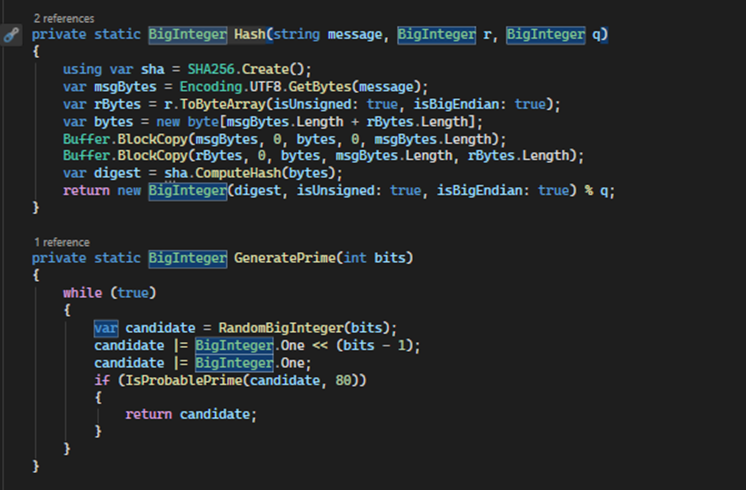 2 references
private static BigInteger Hash(string message, BigInteger r, BigInteger q)
{
using var sha = SHA256.Create();
var msgBytes = Encoding.UTF8.GetBytes(message);
var rBytes = r.ToByteArray(isUnsigned: true, isBigEndian: true);
var bytes = new byte[msgBytes.Length + rBytes.Length];
Buffer.BlockCopy(msgBytes, 0, bytes, 0, msgBytes.Length);
Buffer.BlockCopy(rBytes, 0, bytes, msgBytes.Length, rBytes.Length);
var digest = sha.ComputeHash(bytes);
return new BigInteger(digest, isUnsigned: true, isBigEndian: true) % q;
}
1 reference
private static BigInteger GeneratePrime(int bits)
{
while (true)
{
var candidate = RandomBigInteger(bits);
candidate |= BigInteger.One << (bits - 1);
candidate |= BigInteger.One;
if (IsProbablePrime(candidate, 80))
{
return candidate;
}
}
}